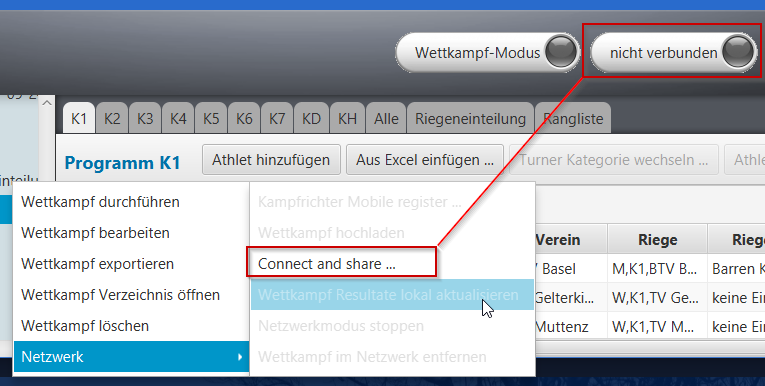 Wettkampf-Modus
nicht verbunden
K1 K2 K3 K4 K5 K6 K7 KD KH Alle Riegeneinteilung Rangliste
Programm K1
Athlet hinzufügen
Aus Excel einfügen ...
Turner Kategorie wechseln ...
Athle
inteilu
Wettkampf durchführen
Wettkampf bearbeiten
Wettkampf exportieren
Wettkampf Verzeichnis öffnen
Wettkampf löschen
Netzwerk
Kampfrichter Mobile register ...
Wettkampf hochladen
Connect and share ...
Wettkampf Resultate lokal aktualisieren
Netzwerkmodus stoppen
Wettkampf im Netzwerk entfernen
Verein Riege Rieg
Basel M,K1,BTV B... Barren K
Gelterki... W,K1,TV Ge... keine Ein
Muttenz W,K1,TV M... keine Ein